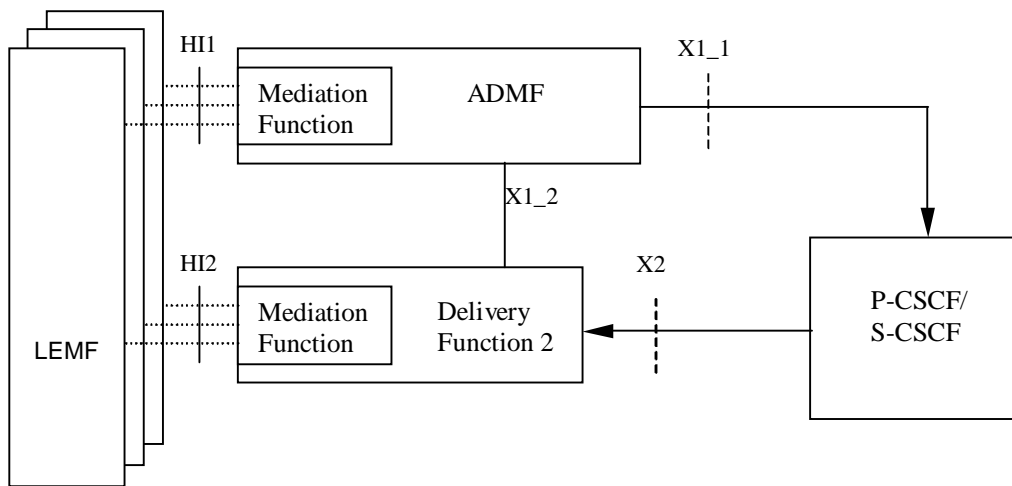 HI1
X1_1
Mediation
Function
ADMF
X1_2
HI2
X2
Mediation
Function
Delivery
Function 2
P-CSCF/
S-CSCF
LEMF